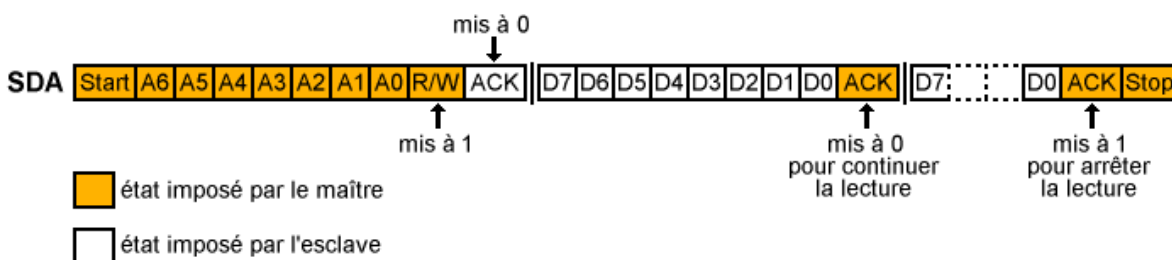 mis à 0
SDA Start A6 A5 A4 A3 A2 A1 A0 R/W ACK D7 D6 D5 D4 D3 D2 D1 D0 ACK D7 D0 ACK Stop
mis à 1 mis à 0 mis à 1
pour continuer pour arrêter
la lecture la lecture
état imposé par le maître
état imposé par l'esclave